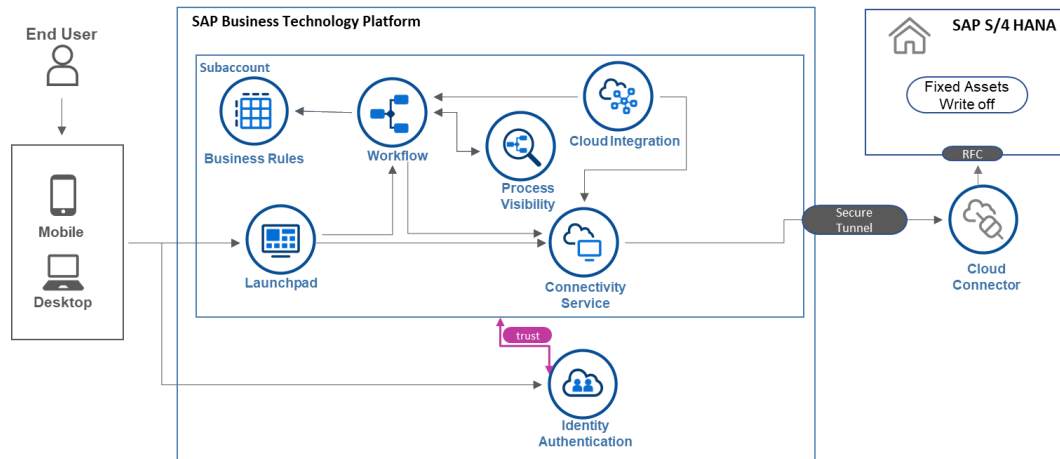 SAP Business Technology Platform
SAP S/4 HANA
End User
Subaccount
Fixed Assets
Write off
Business Rules
Workflow
Cloud Integration
Process
Visibility
RFC
Mobile
Desktop
Launchpad
Connectivity
Service
Secure
Tunnel
Cloud
Connector
trust
Identity
Authentication